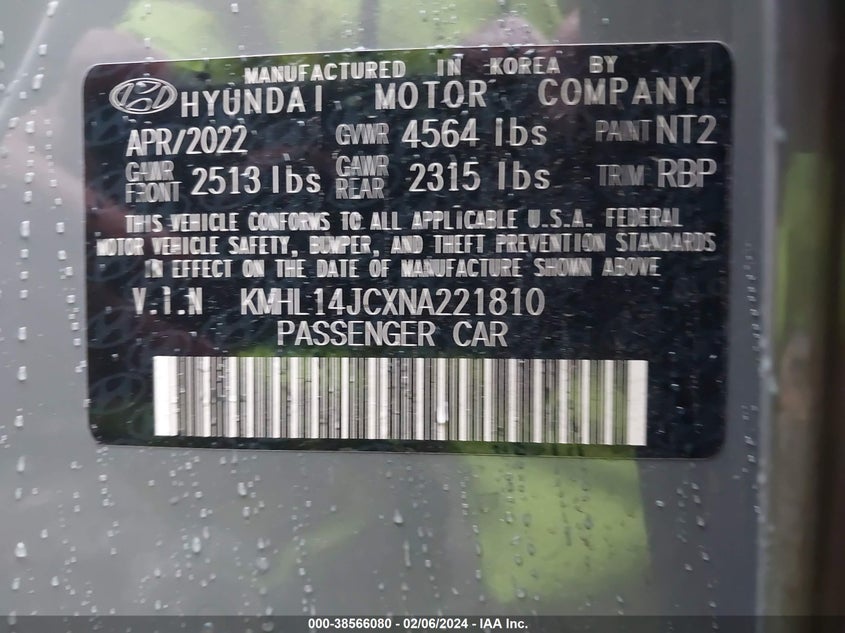 MANUFACTURED IN KOREA BY
HYUNDAI MOTOR COMPANY
APR/2022 GVWR 4564 lbs PAINT NT2
GAWR FRONT 2513 lbs GAWR REAR 2315 lbs TRIM RBP
THIS VEHICLE CONFORMS TO ALL APPLICABLE U.S.A. FEDERAL
MOTOR VEHICLE SAFETY, BUMPER, AND THEFT PREVENTION STANDARDS
IN EFFECT ON THE DATE OF MANUFACTURE SHOWN ABOVE
V.I.N KMHL14JCXNA221810
PASSENGER CAR
000-38566080 - 02/06/2024 - IAA Inc.